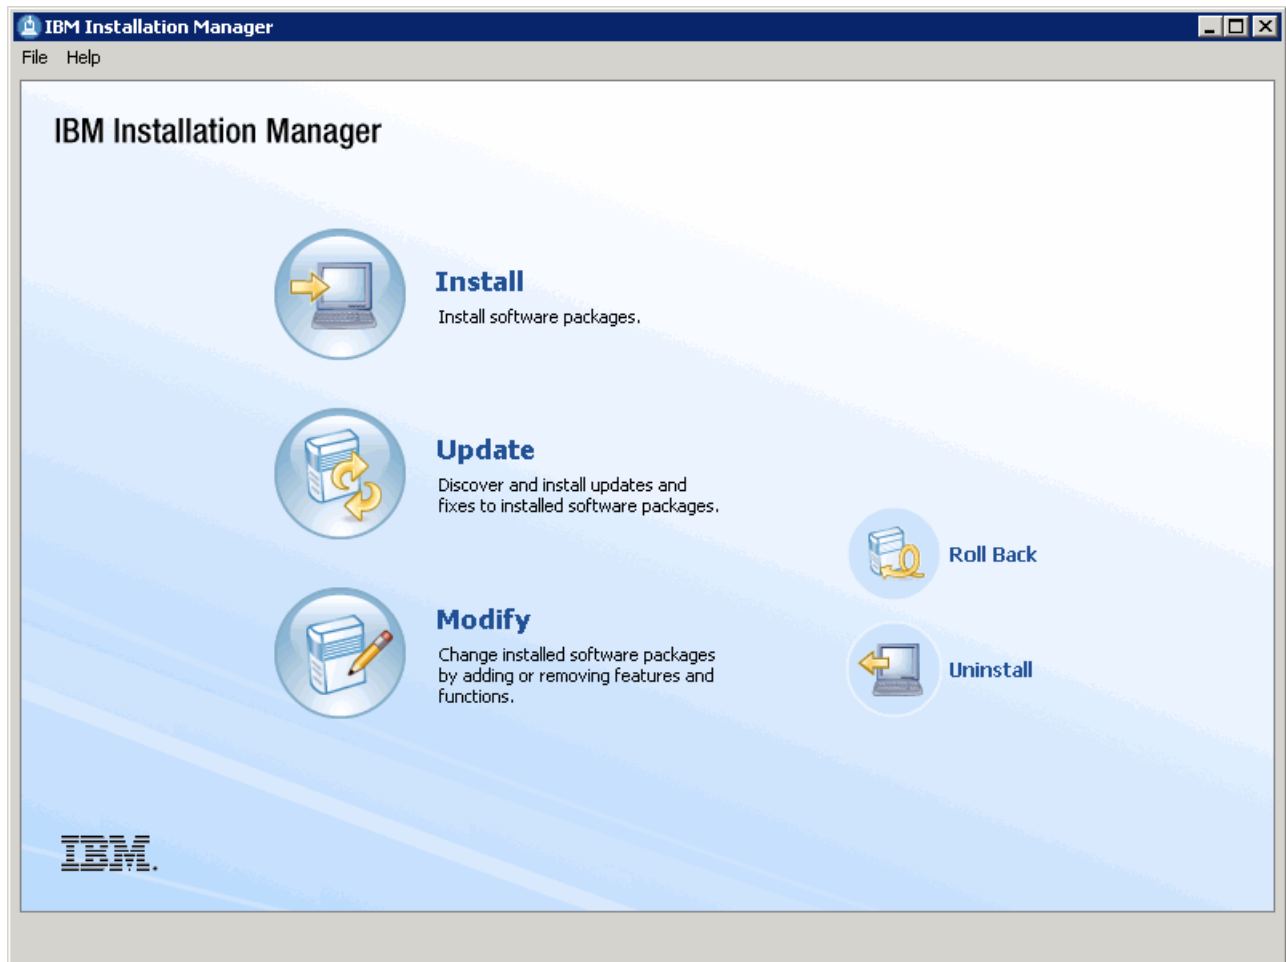 IBM Installation Manager
File Help
IBM Installation Manager
Install
Install software packages.
Update
Discover and install updates and
fixes to installed software packages.
Modify
Change installed software packages
by adding or removing features and
functions.
Roll Back
Uninstall
IBM.